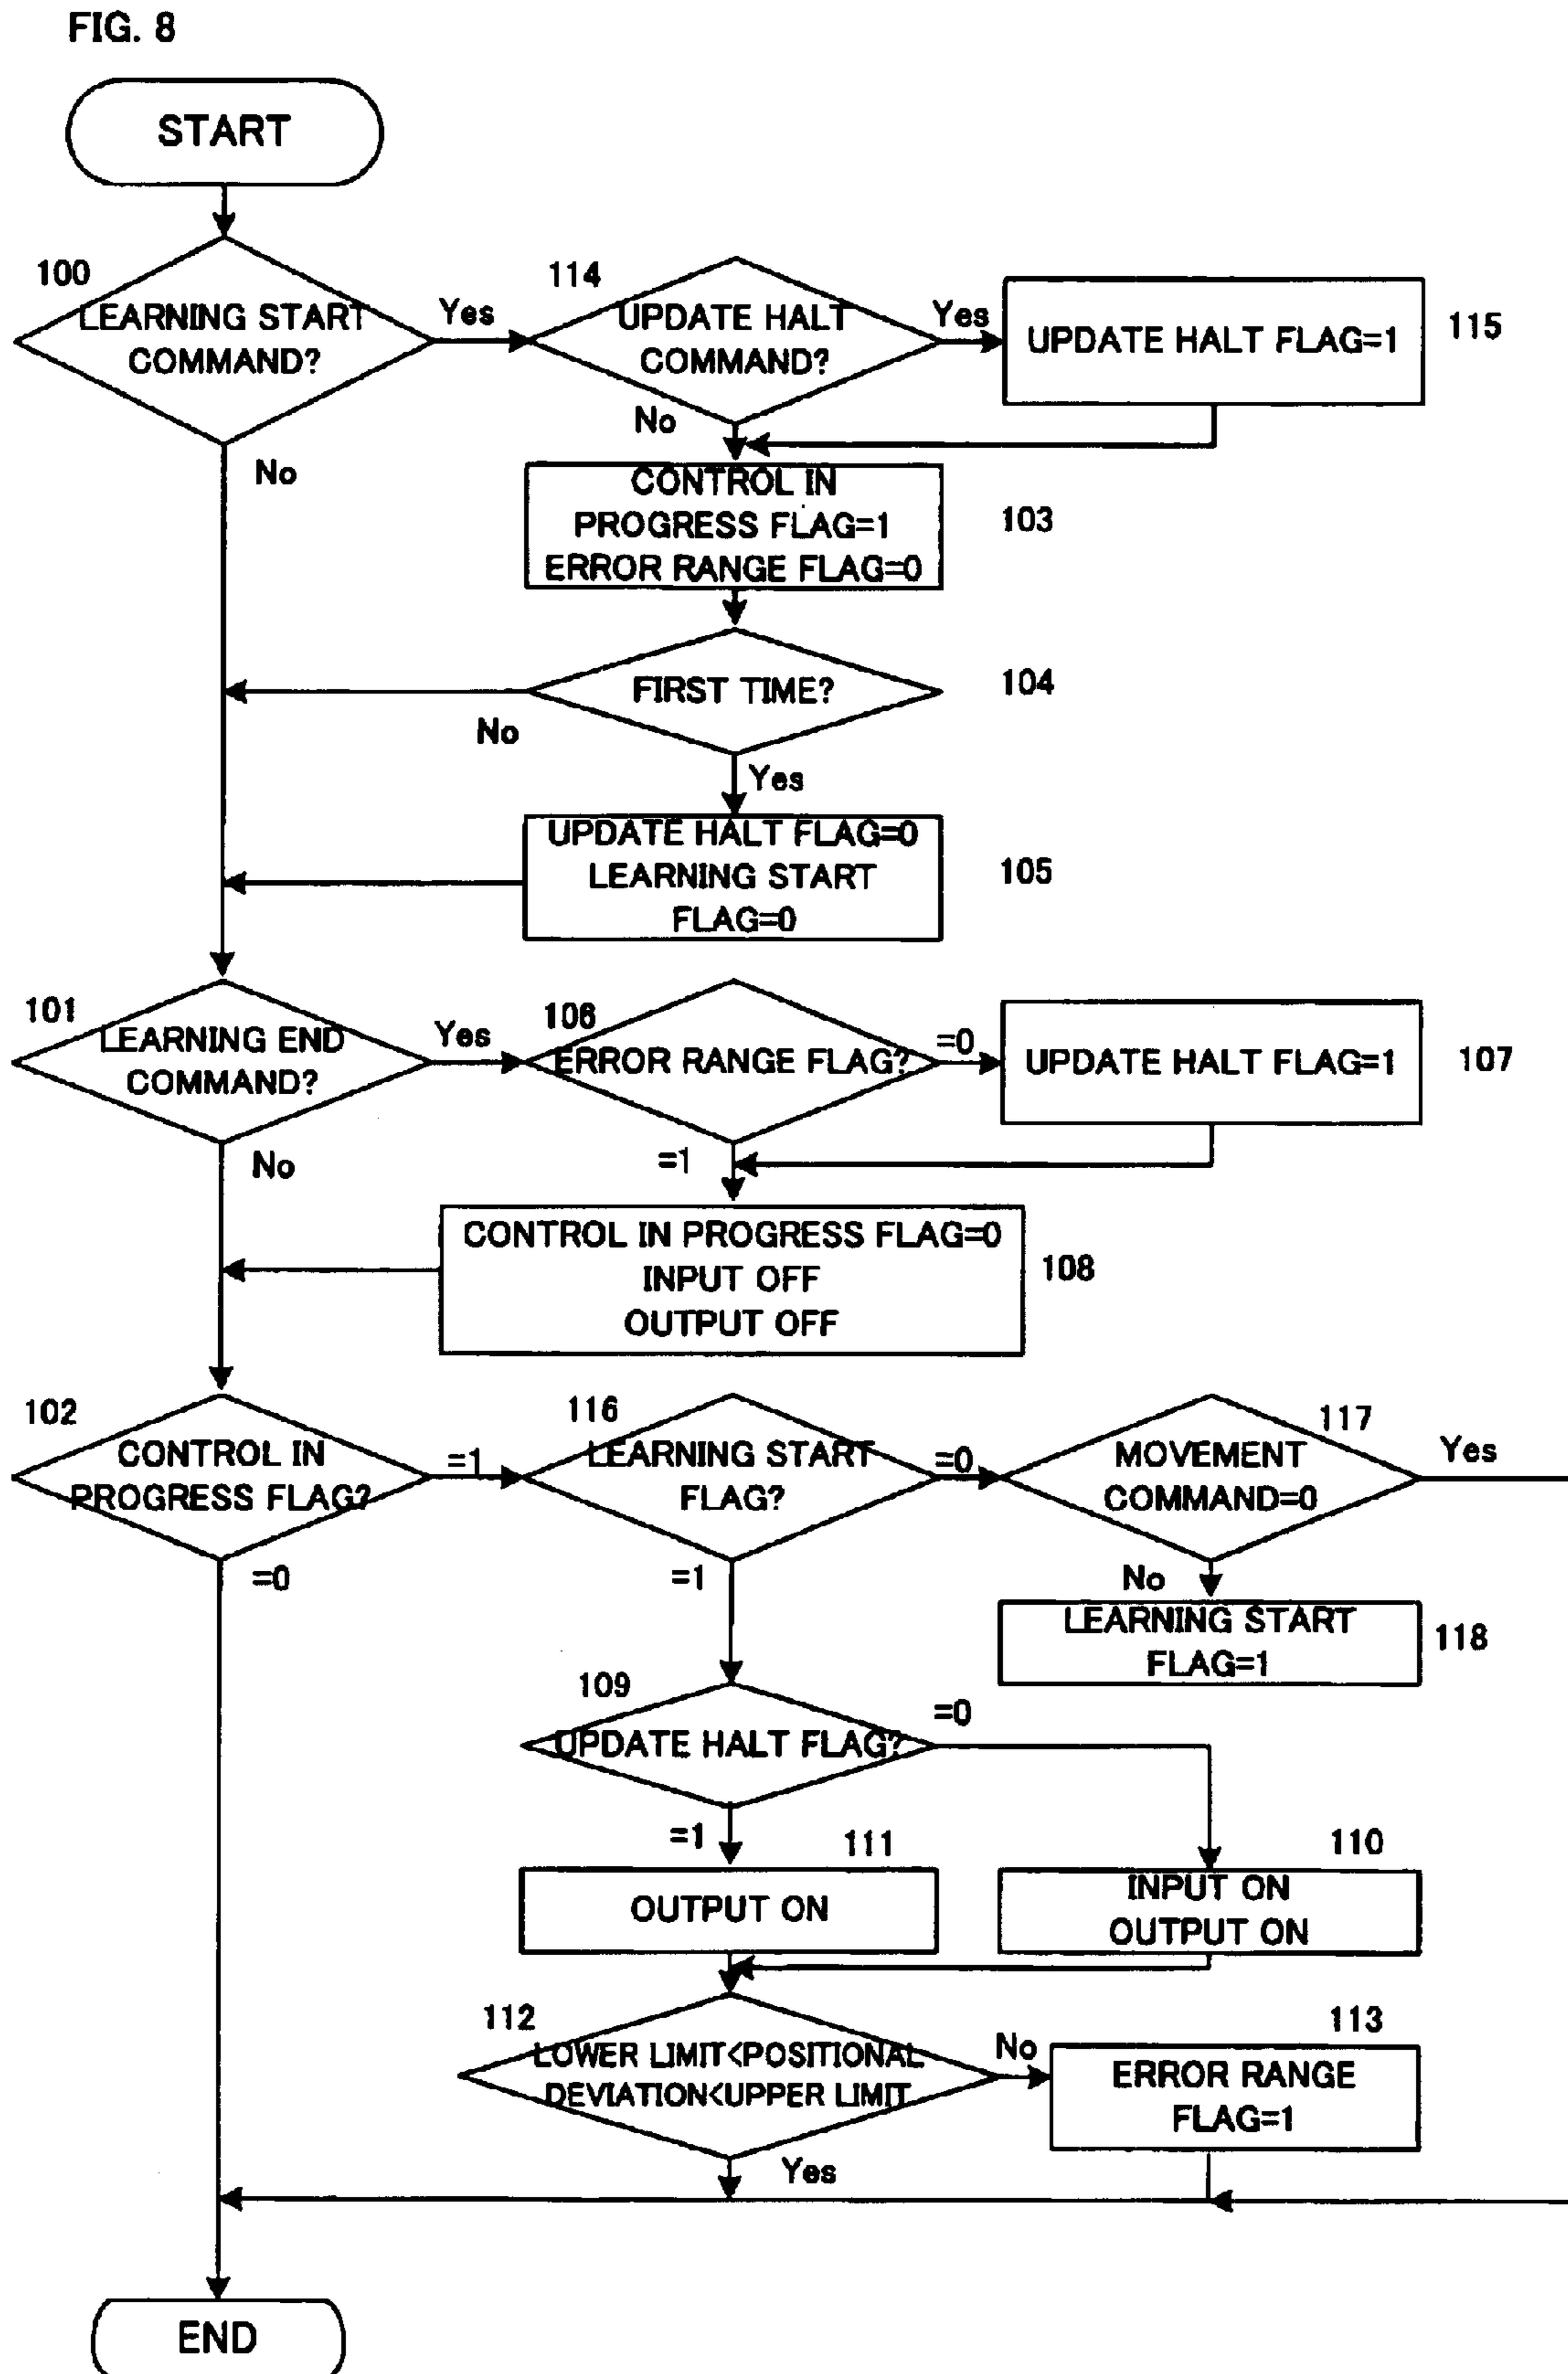 FIG. 8
START
100
LEARNING START
COMMAND?
Yes
No
114
UPDATE HALT
COMMAND?
Yes
No
UPDATE HALT FLAG=1
115
CONTROL IN
PROGRESS FLAG=1
ERROR RANGE FLAG=0
103
FIRST TIME?
104
No
Yes
UPDATE HALT FLAG=0
LEARNING START
FLAG=0
105
101
LEARNING END
COMMAND?
Yes
No
106
ERROR RANGE FLAG?
=0
=1
UPDATE HALT FLAG=1
107
CONTROL IN PROGRESS FLAG=0
INPUT OFF
OUTPUT OFF
108
102
CONTROL IN
PROGRESS FLAG?
=1
=0
116
LEARNING START
FLAG?
=0
=1
117
MOVEMENT
COMMAND=0
Yes
No
LEARNING START
FLAG=1
118
109
UPDATE HALT FLAG?
=0
=1
111
OUTPUT ON
110
INPUT ON
OUTPUT ON
112
LOWER LIMIT<POSITIONAL
DEVIATION<UPPER LIMIT
No
Yes
113
ERROR RANGE
FLAG=1
END